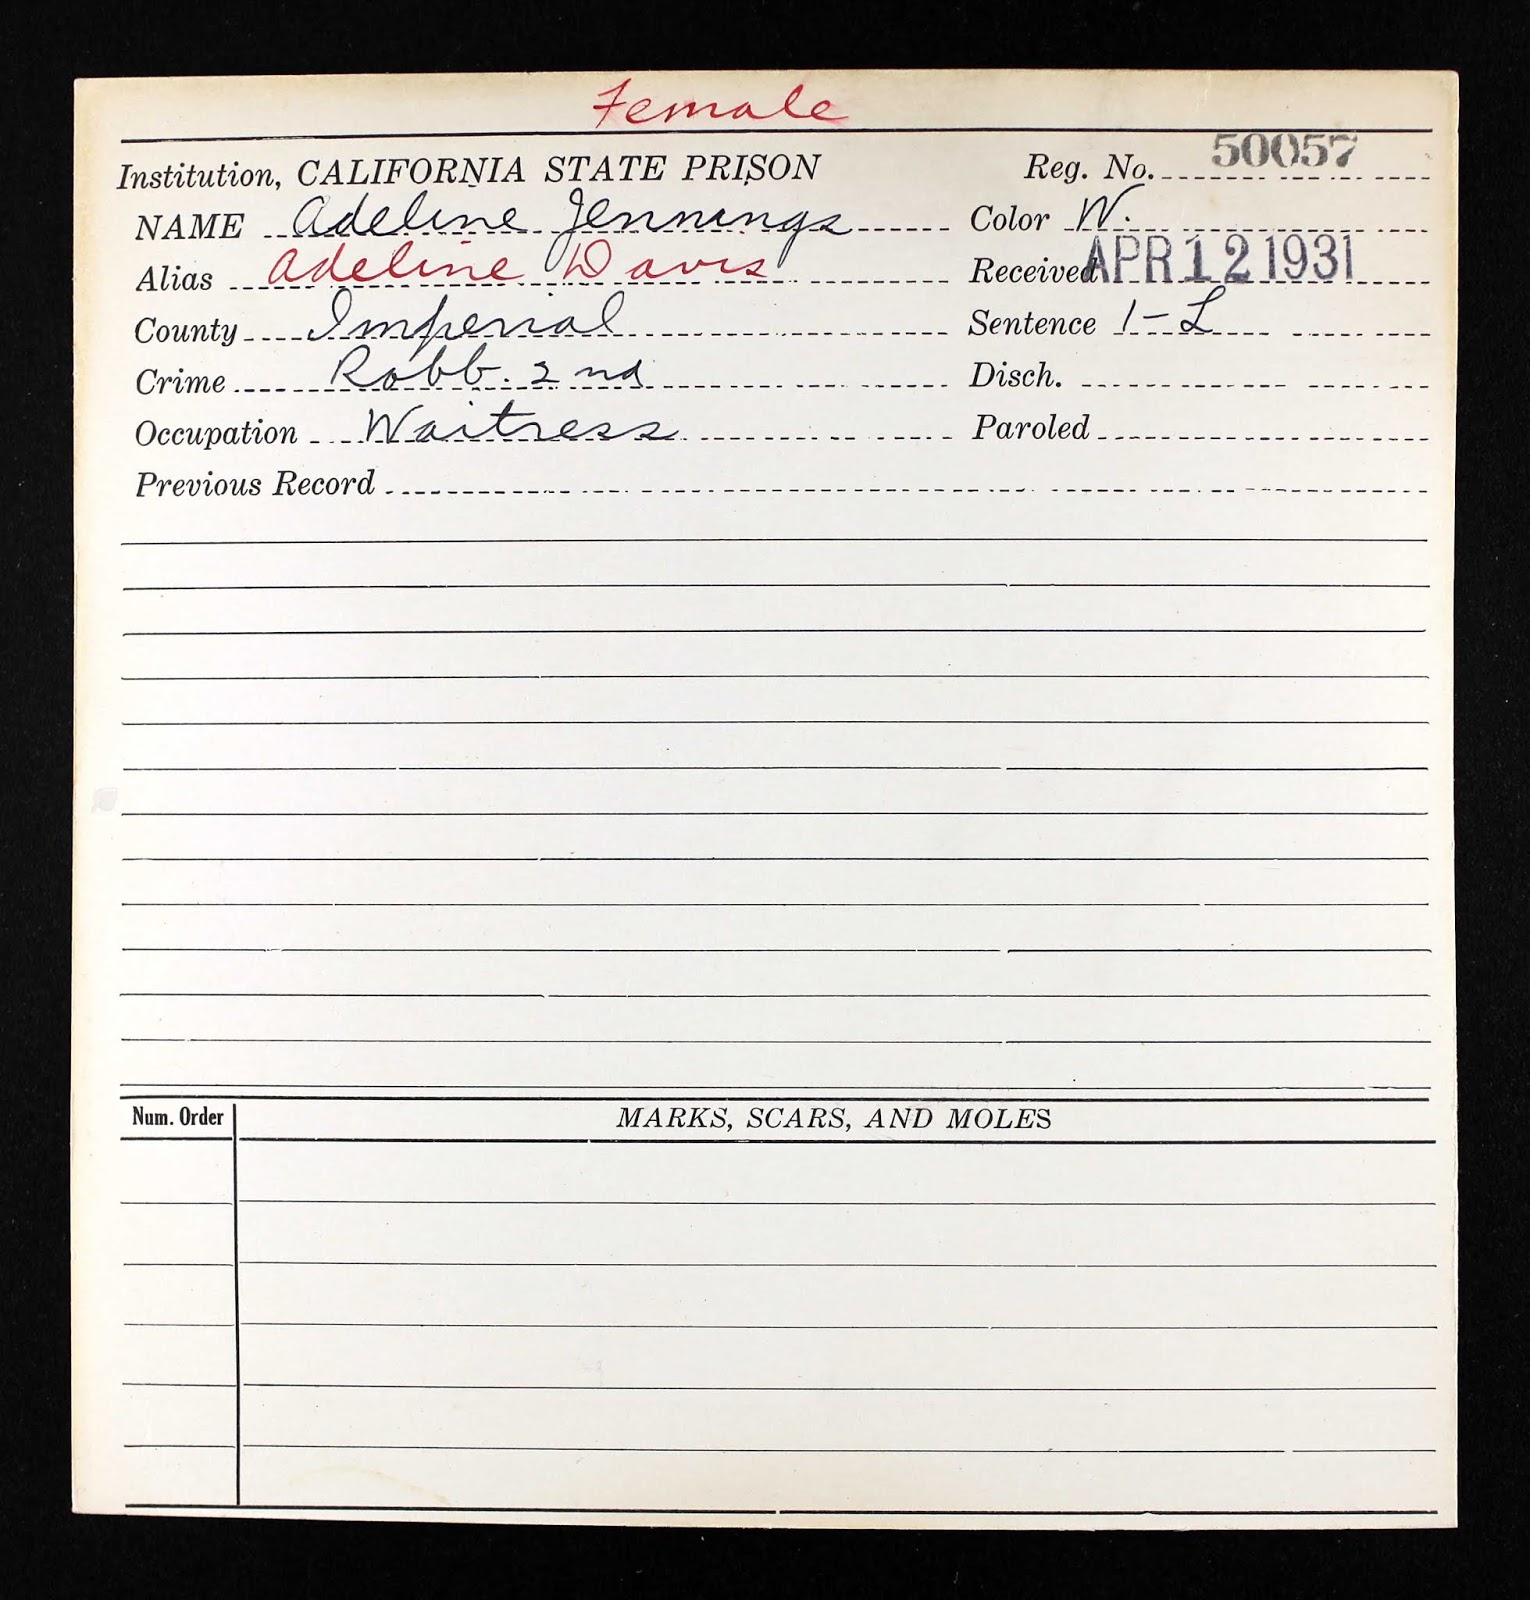 Female
Institution, CALIFORNIA STATE PRISON Reg. No. 50057
NAME Adeline Jennings Color W.
Alias Adeline Davis Received APR 12 1931
County Imperial Sentence 1-L
Crime Robb. 2nd Disch.
Occupation Waitress Paroled
Previous Record
Num. Order MARKS, SCARS, AND MOLES